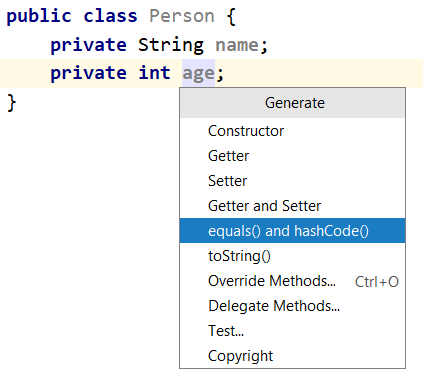 public class Person {
    private String name;
    private int age;
}
Generate
Constructor
Getter
Setter
Getter and Setter
equals() and hashCode()
toString()
Override Methods... Ctrl+O
Delegate Methods...
Test...
Copyright